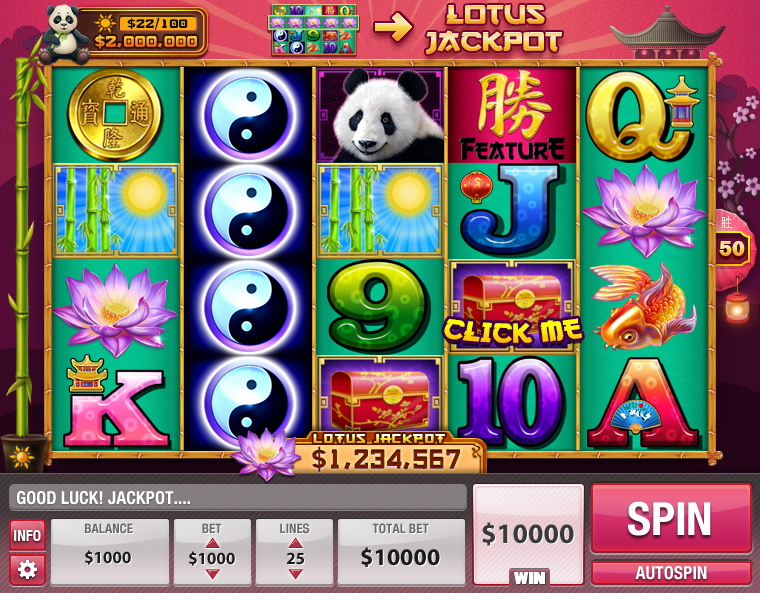 $22/100
$2,000,000
LOTUS
JACKPOT
乾
寶 通
隆
勝
FEATURE
Q
J
胜
50
9
CLICK ME
K
10
A
LOTUS JACKPOT
$1,234,567
GOOD LUCK! JACKPOT....
$10000
WIN
SPIN
INFO
BALANCE
$1000
BET
$1000
LINES
25
TOTAL BET
$10000
AUTOSPIN